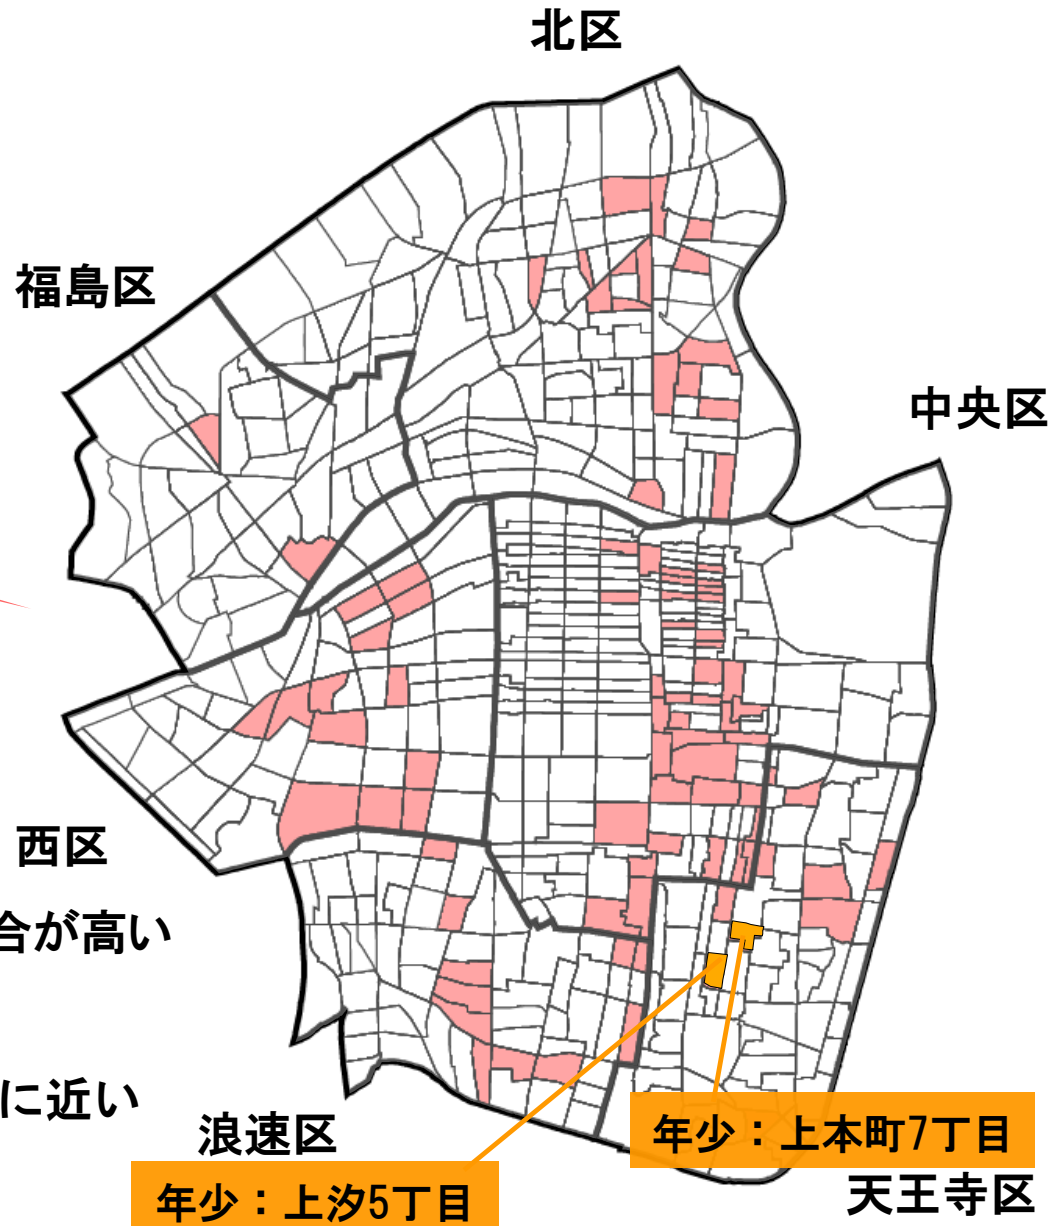 北区
福島区
中央区
西区
合が高い
に近い
浪速区
年少：上本町7丁目
年少：上汐5丁目
天王寺区